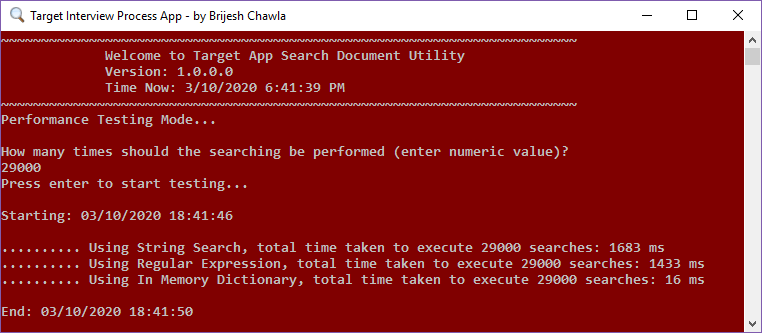 Target Interview Process App - by Brijesh Chawla
~~~~~~~~~~~~~~~~~~~~~~~~~~~~~~~~~~~~~~~~~~~~~~~~~~~~~~~~~~~~~~~~~~~~~~~~
Welcome to Target App Search Document Utility
Version: 1.0.0.0
Time Now: 3/10/2020 6:41:39 PM
~~~~~~~~~~~~~~~~~~~~~~~~~~~~~~~~~~~~~~~~~~~~~~~~~~~~~~~~~~~~~~~~~~~~~~~~
Performance Testing Mode...
How many times should the searching be performed (enter numeric value)?
29000
Press enter to start testing...
Starting: 03/10/2020 18:41:46
.......... Using String Search, total time taken to execute 29000 searches: 1683 ms
.......... Using Regular Expression, total time taken to execute 29000 searches: 1433 ms
.......... Using In Memory Dictionary, total time taken to execute 29000 searches: 16 ms
End: 03/10/2020 18:41:50